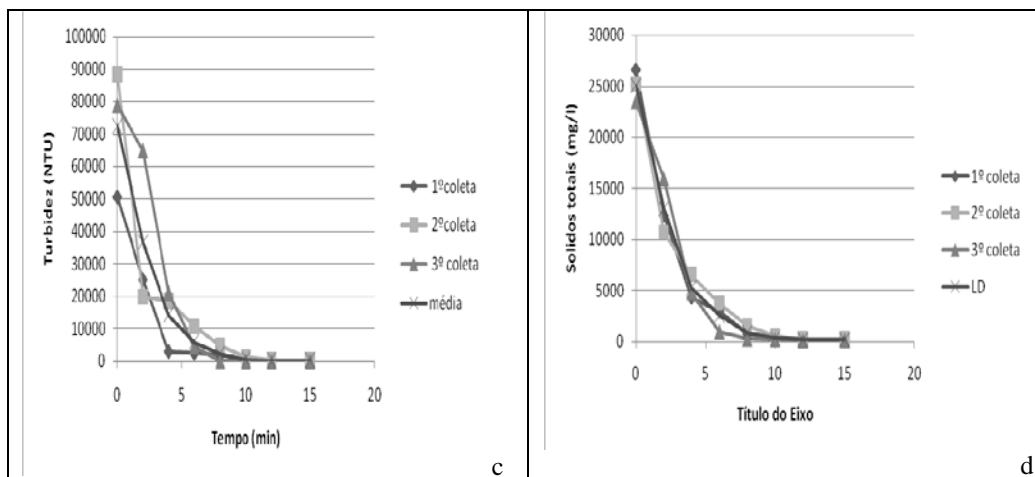 100000
90000
80000
70000
60000
50000
40000
30000
20000
10000
0
Turbidez (NTU)
0 5 10 15 20
Tempo (min)
1ºcoleta
2ºcoleta
3º coleta
média
c
30000
25000
20000
15000
10000
5000
0
Solidos totais (mg/l)
0 5 10 15 20
Título do Eixo
1º coleta
2º coleta
3º coleta
LD
d